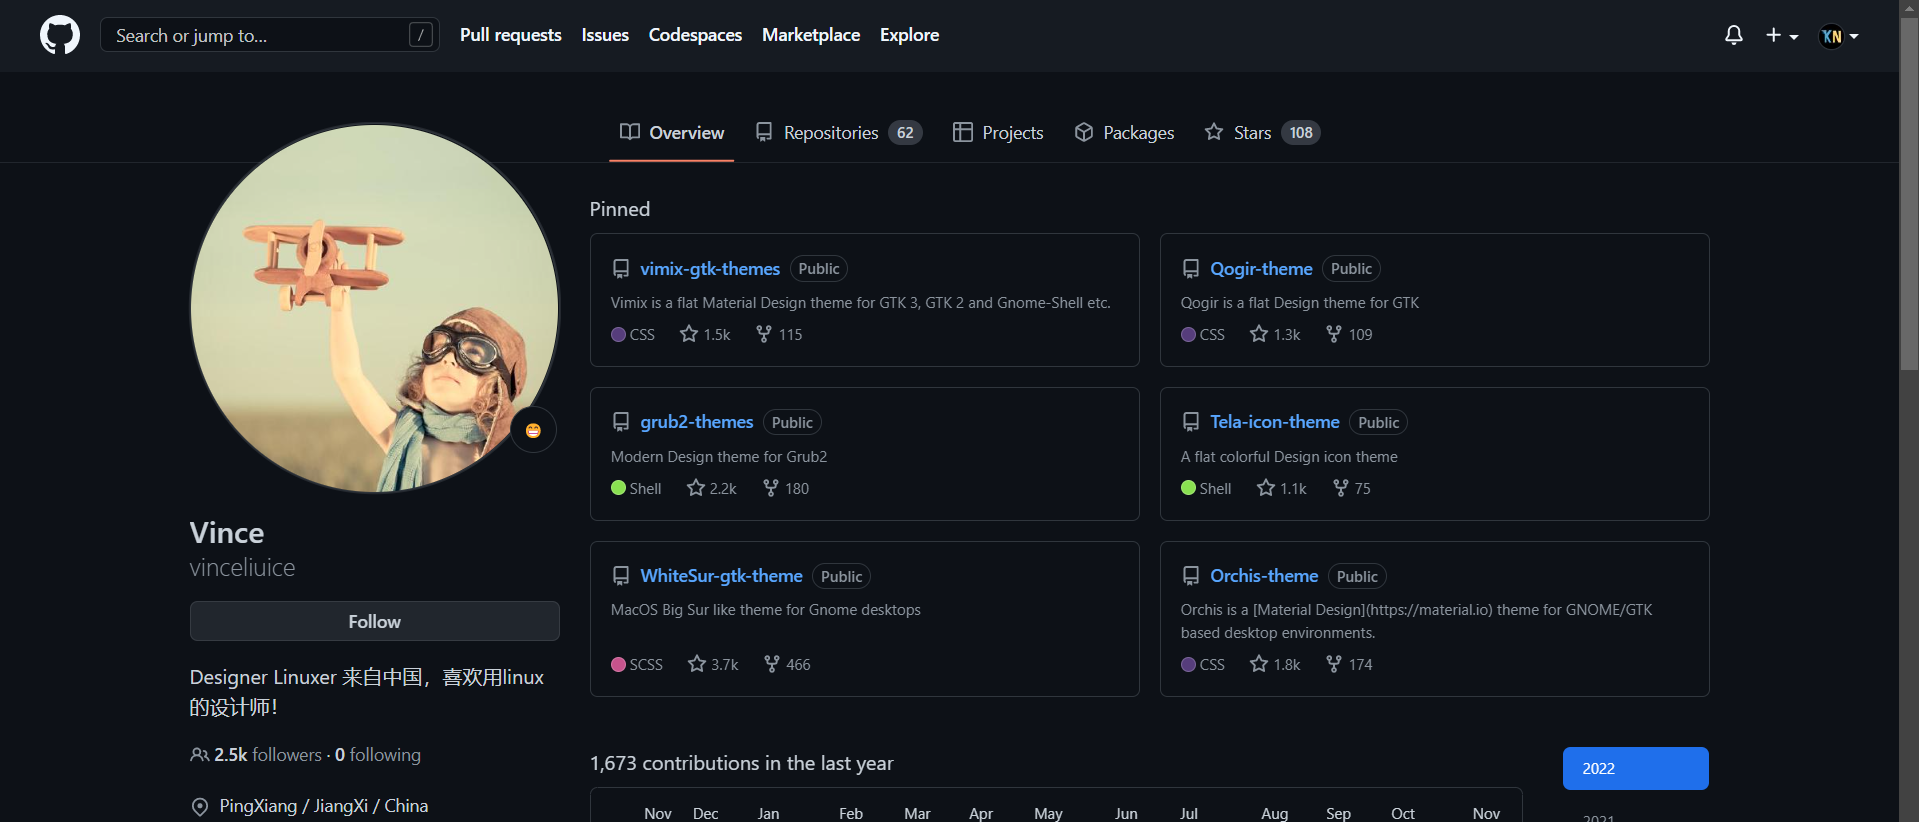 Search or jump to... /
Pull requests
Issues
Codespaces
Marketplace
Explore
KN
Overview
Repositories 62
Projects
Packages
Stars 108
Vince
vinceliuice
Follow
Designer Linuxer 来自中国，喜欢用linux
的设计师！
2.5k followers · 0 following
PingXiang / JiangXi / China
Pinned
vimix-gtk-themes Public
Vimix is a flat Material Design theme for GTK 3, GTK 2 and Gnome-Shell etc.
CSS 1.5k 115
Qogir-theme Public
Qogir is a flat Design theme for GTK
CSS 1.3k 109
grub2-themes Public
Modern Design theme for Grub2
Shell 2.2k 180
Tela-icon-theme Public
A flat colorful Design icon theme
Shell 1.1k 75
WhiteSur-gtk-theme Public
MacOS Big Sur like theme for Gnome desktops
SCSS 3.7k 466
Orchis-theme Public
Orchis is a [Material Design](https://material.io) theme for GNOME/GTK
based desktop environments.
CSS 1.8k 174
1,673 contributions in the last year
Nov Dec Jan Feb Mar Apr May Jun Jul Aug Sep Oct Nov
2022
2021